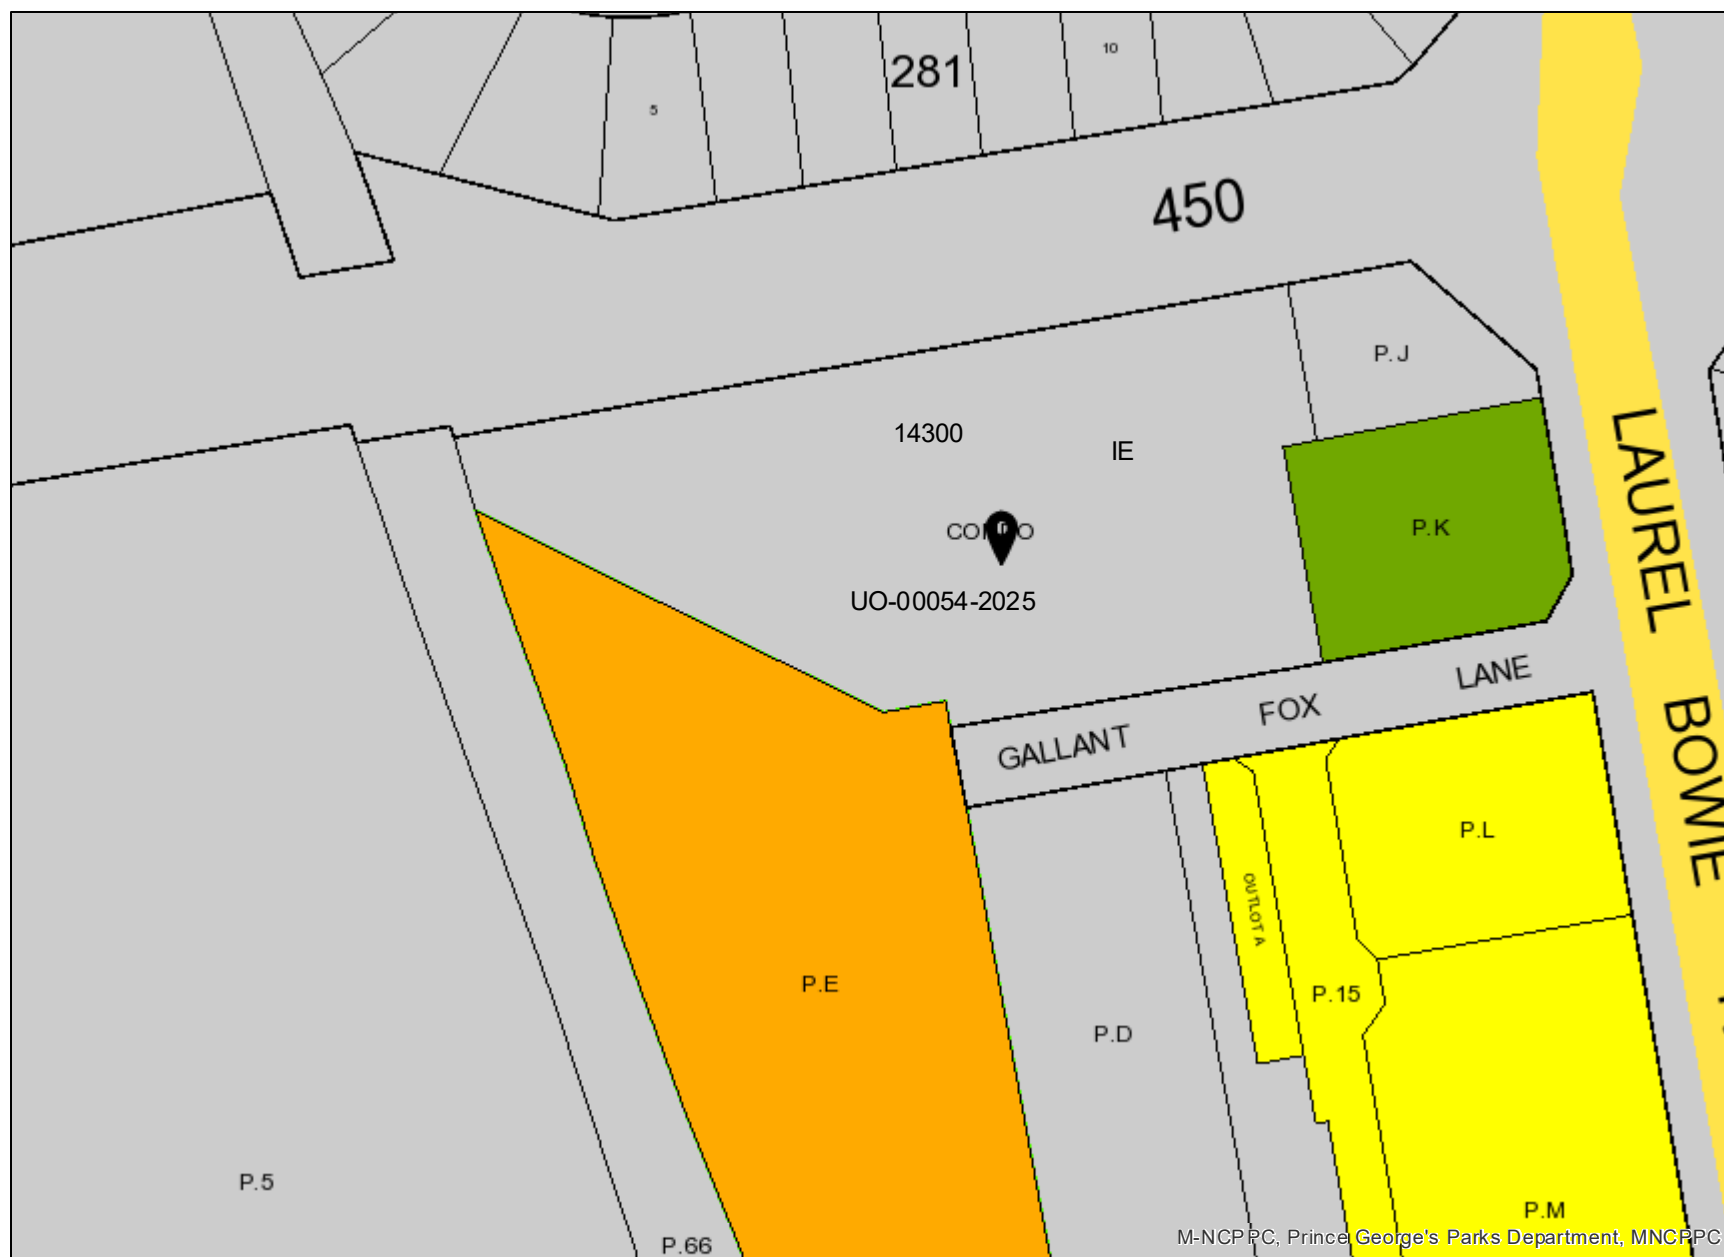 281
10
5
450
P.J
14300
IE
P.K
UO-00054-2025
LAUREL
BOWIE
GALLANT FOX LANE
P.L
OUTLOT A
P.E
P.15
P.D
P.5
P.M
P.66
M-NCPPC, Prince George's Parks Department, MNCPPC